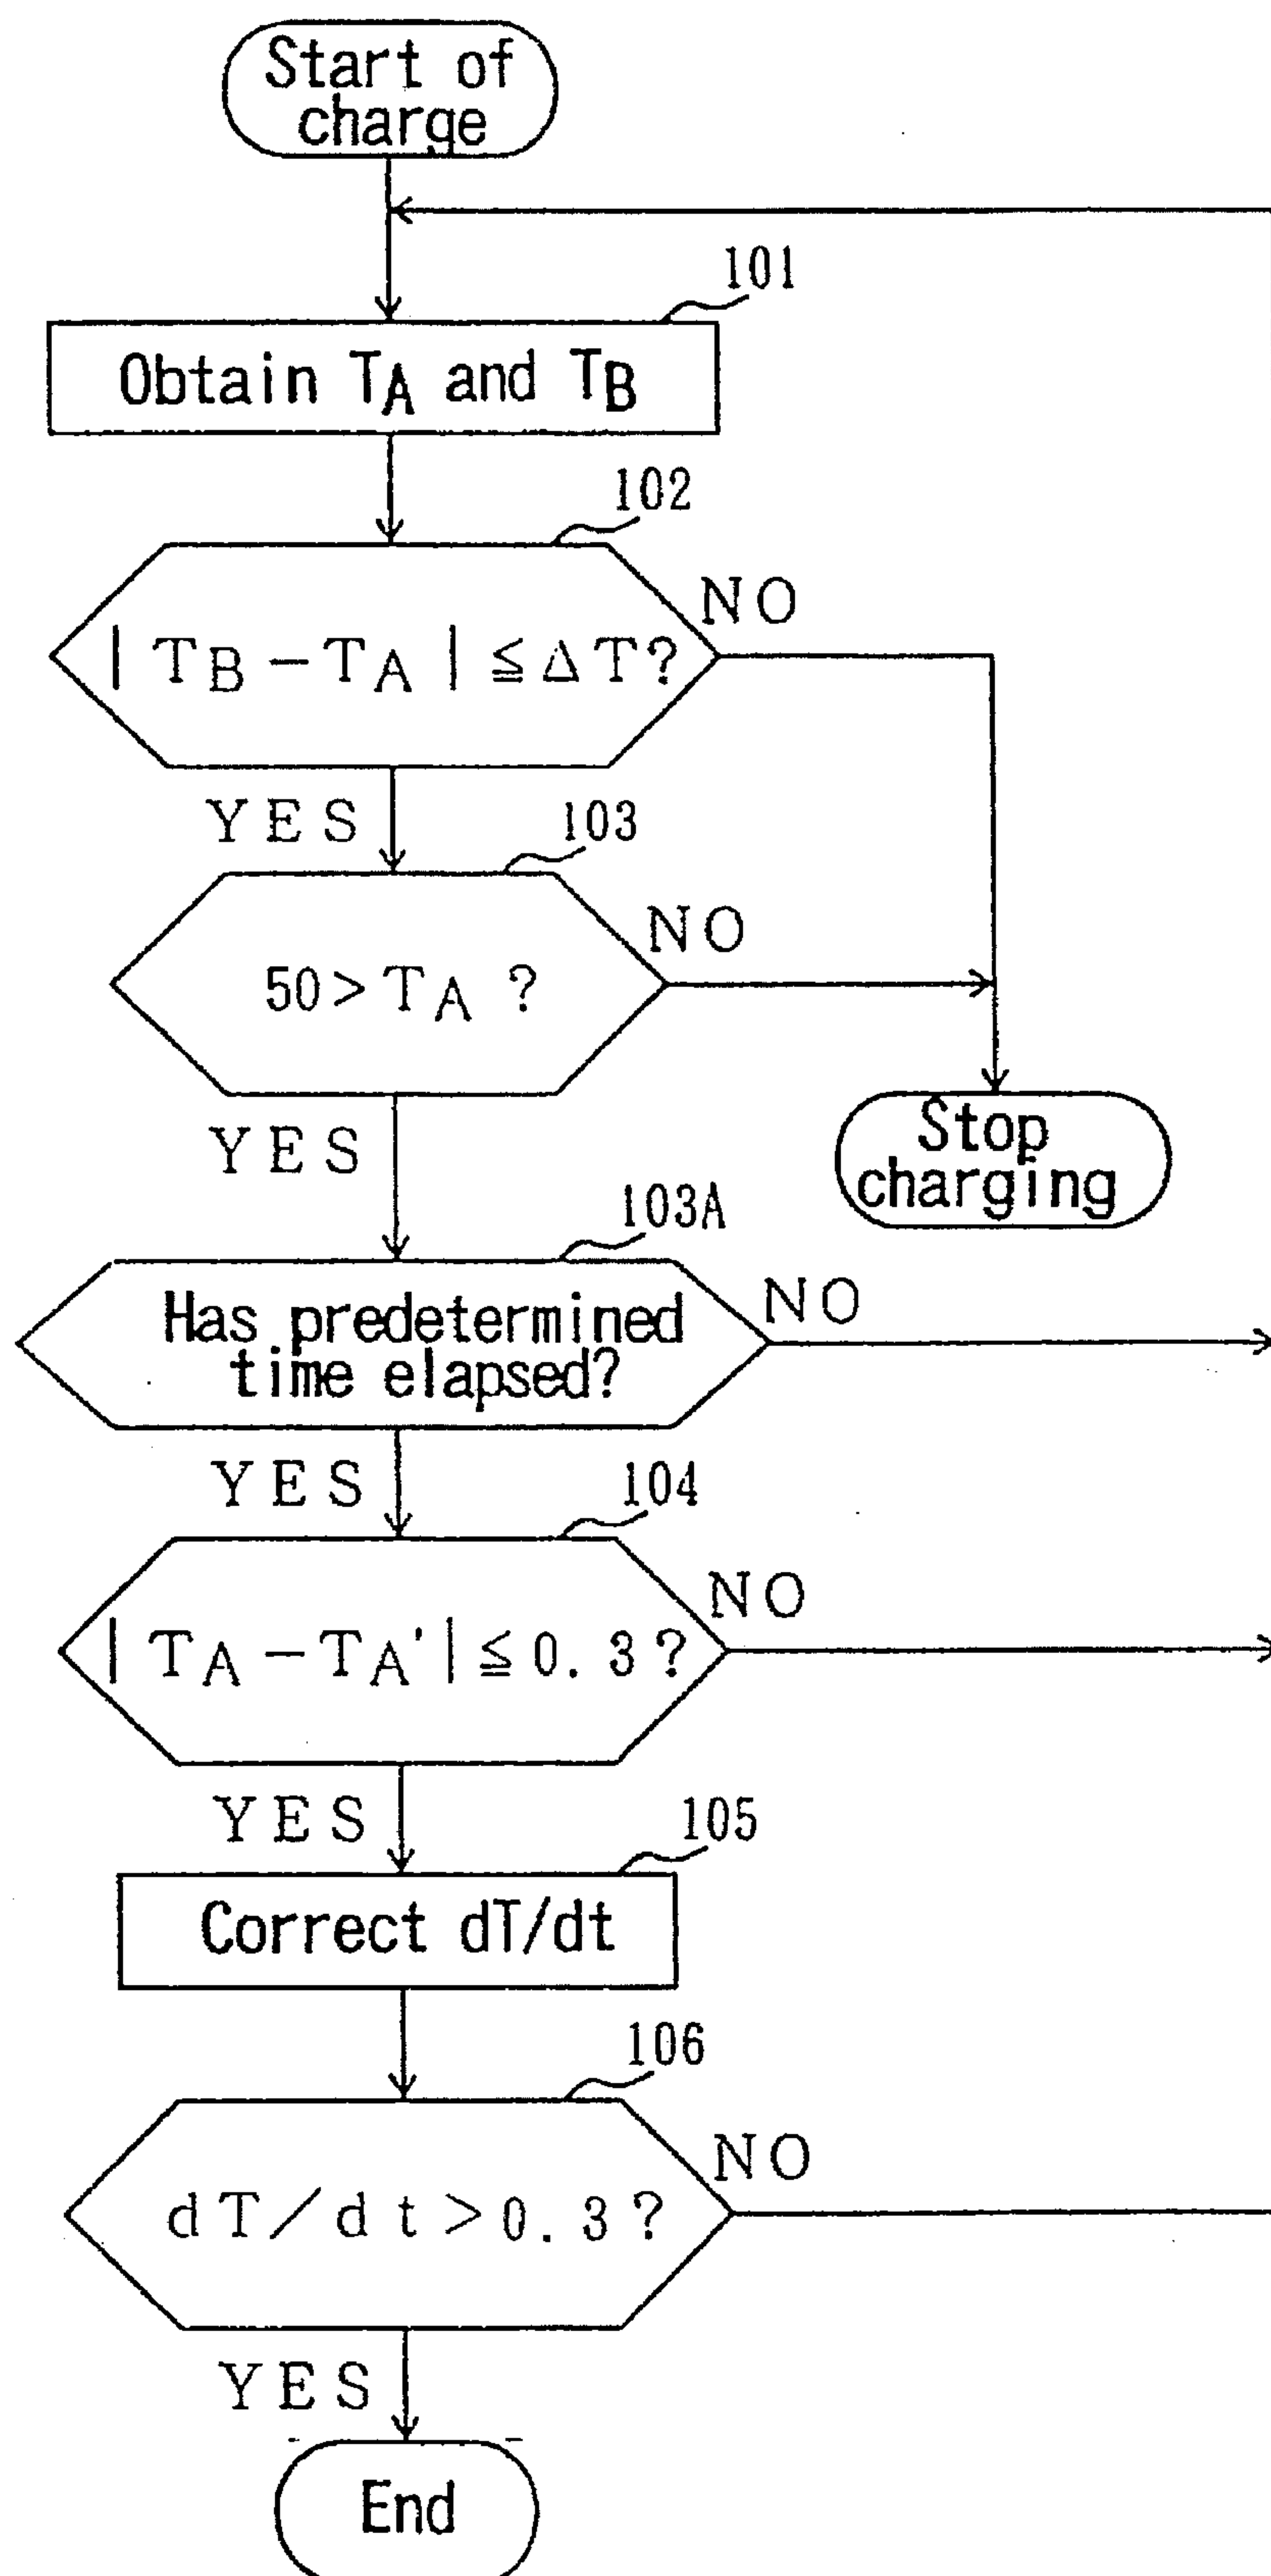 Start of
charge
101
Obtain TA and TB
102
| TB - TA | ≦ ΔT?
NO
YES
103
50 > TA ?
NO
YES
Stop
charging
103A
Has predetermined
time elapsed?
NO
YES
104
| TA - TA' | ≦ 0.3?
NO
YES
105
Correct dT/dt
106
dT/dt > 0.3?
NO
YES
End